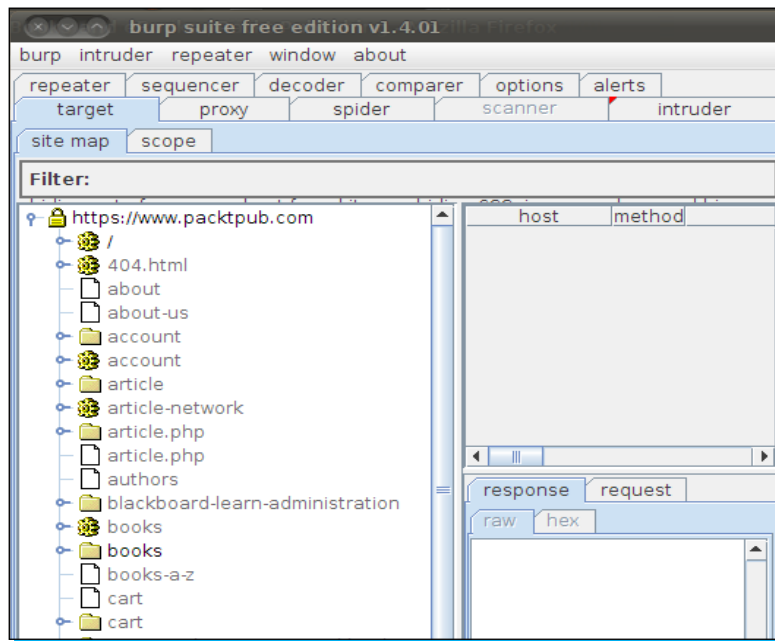 burp suite free edition v1.4.01
burp intruder repeater window about
repeater sequencer decoder comparer options alerts
target proxy spider scanner intruder
site map scope
Filter:
https://www.packtpub.com
/
404.html
about
about-us
account
account
article
article-network
article.php
article.php
authors
blackboard-learn-administration
books
books
books-a-z
cart
cart
host method
response request
raw hex